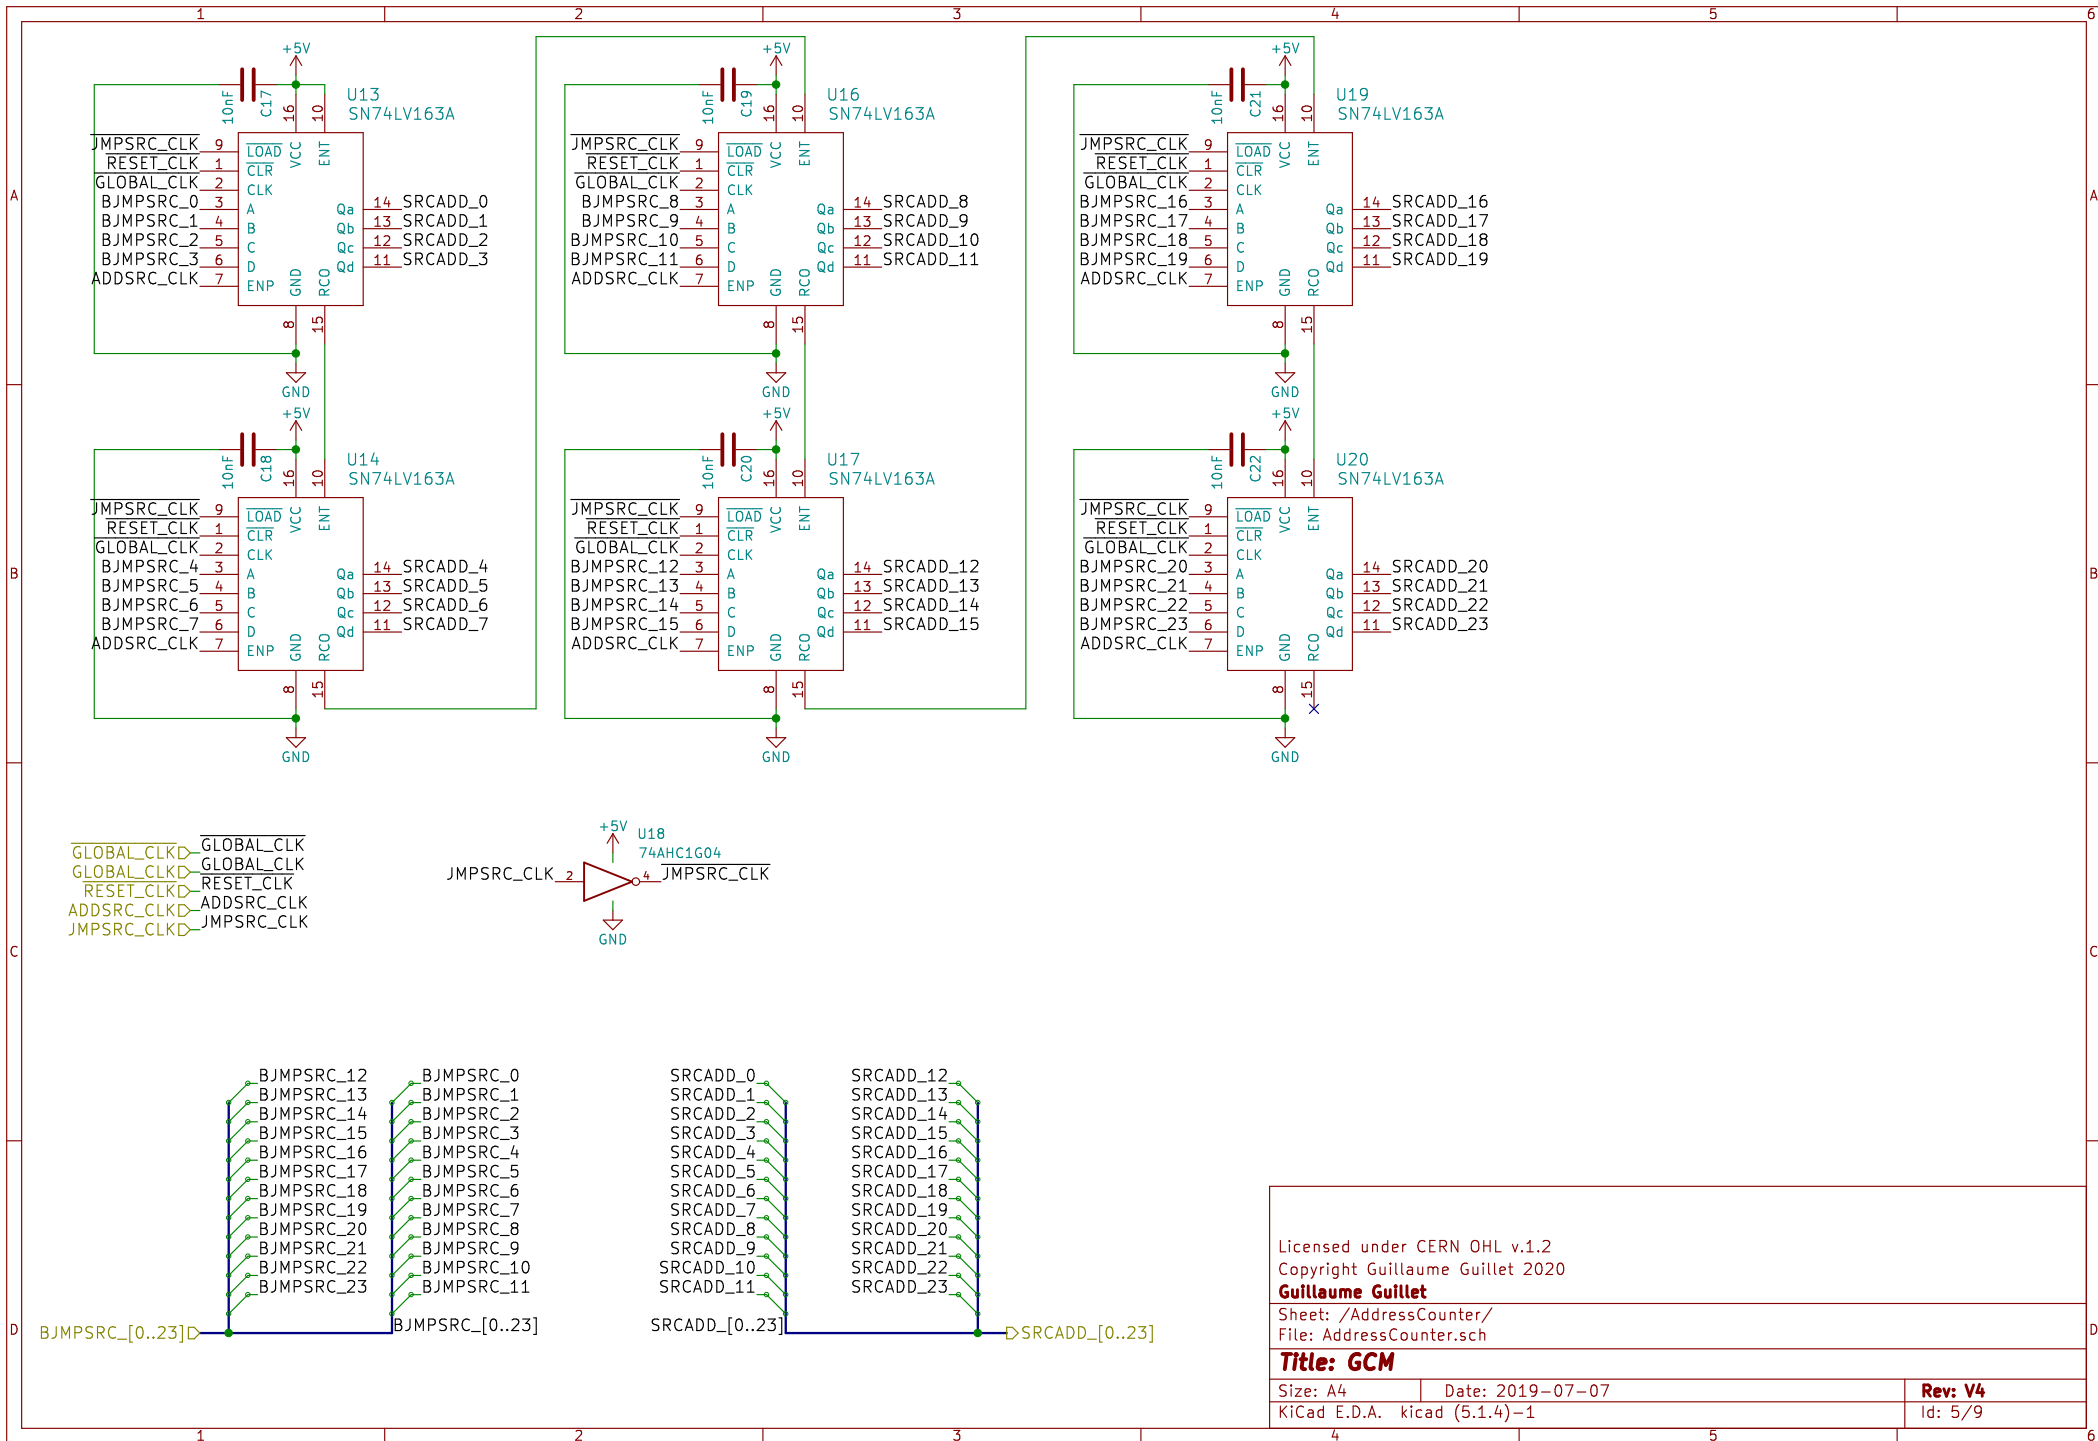 1 2 3 4 5 6
+5V
10nF
C17
16
10
U13
SN74LV163A
JMPSRC_CLK 9 LOAD VCC ENT
RESET_CLK 1 CLR
GLOBAL_CLK 2 CLK
BJMPSRC_0 3 A Qa 14 SRCADD_0
BJMPSRC_1 4 B Qb 13 SRCADD_1
BJMPSRC_2 5 C Qc 12 SRCADD_2
BJMPSRC_3 6 D Qd 11 SRCADD_3
ADDSRC_CLK 7 ENP GND RCO
8
15
GND
+5V
10nF
C19
16
10
U16
SN74LV163A
JMPSRC_CLK 9 LOAD VCC ENT
RESET_CLK 1 CLR
GLOBAL_CLK 2 CLK
BJMPSRC_8 3 A Qa 14 SRCADD_8
BJMPSRC_9 4 B Qb 13 SRCADD_9
BJMPSRC_10 5 C Qc 12 SRCADD_10
BJMPSRC_11 6 D Qd 11 SRCADD_11
ADDSRC_CLK 7 ENP GND RCO
8
15
GND
+5V
10nF
C21
16
10
U19
SN74LV163A
JMPSRC_CLK 9 LOAD VCC ENT
RESET_CLK 1 CLR
GLOBAL_CLK 2 CLK
BJMPSRC_16 3 A Qa 14 SRCADD_16
BJMPSRC_17 4 B Qb 13 SRCADD_17
BJMPSRC_18 5 C Qc 12 SRCADD_18
BJMPSRC_19 6 D Qd 11 SRCADD_19
ADDSRC_CLK 7 ENP GND RCO
8
15
GND
A
A
+5V
10nF
C18
16
10
U14
SN74LV163A
JMPSRC_CLK 9 LOAD VCC ENT
RESET_CLK 1 CLR
GLOBAL_CLK 2 CLK
BJMPSRC_4 3 A Qa 14 SRCADD_4
BJMPSRC_5 4 B Qb 13 SRCADD_5
BJMPSRC_6 5 C Qc 12 SRCADD_6
BJMPSRC_7 6 D Qd 11 SRCADD_7
ADDSRC_CLK 7 ENP GND RCO
8
15
GND
+5V
10nF
C20
16
10
U17
SN74LV163A
JMPSRC_CLK 9 LOAD VCC ENT
RESET_CLK 1 CLR
GLOBAL_CLK 2 CLK
BJMPSRC_12 3 A Qa 14 SRCADD_12
BJMPSRC_13 4 B Qb 13 SRCADD_13
BJMPSRC_14 5 C Qc 12 SRCADD_14
BJMPSRC_15 6 D Qd 11 SRCADD_15
ADDSRC_CLK 7 ENP GND RCO
8
15
GND
+5V
10nF
C22
16
10
U20
SN74LV163A
JMPSRC_CLK 9 LOAD VCC ENT
RESET_CLK 1 CLR
GLOBAL_CLK 2 CLK
BJMPSRC_20 3 A Qa 14 SRCADD_20
BJMPSRC_21 4 B Qb 13 SRCADD_21
BJMPSRC_22 5 C Qc 12 SRCADD_22
BJMPSRC_23 6 D Qd 11 SRCADD_23
ADDSRC_CLK 7 ENP GND RCO
8
15
GND
B
B
GLOBAL_CLK GLOBAL_CLK
GLOBAL_CLK GLOBAL_CLK
RESET_CLK RESET_CLK
ADDSRC_CLK ADDSRC_CLK
JMPSRC_CLK JMPSRC_CLK
+5V
U18
74AHC1G04
JMPSRC_CLK 2 4 JMPSRC_CLK
GND
C
C
BJMPSRC_12 BJMPSRC_0 SRCADD_0 SRCADD_12
BJMPSRC_13 BJMPSRC_1 SRCADD_1 SRCADD_13
BJMPSRC_14 BJMPSRC_2 SRCADD_2 SRCADD_14
BJMPSRC_15 BJMPSRC_3 SRCADD_3 SRCADD_15
BJMPSRC_16 BJMPSRC_4 SRCADD_4 SRCADD_16
BJMPSRC_17 BJMPSRC_5 SRCADD_5 SRCADD_17
BJMPSRC_18 BJMPSRC_6 SRCADD_6 SRCADD_18
BJMPSRC_19 BJMPSRC_7 SRCADD_7 SRCADD_19
BJMPSRC_20 BJMPSRC_8 SRCADD_8 SRCADD_20
BJMPSRC_21 BJMPSRC_9 SRCADD_9 SRCADD_21
BJMPSRC_22 BJMPSRC_10 SRCADD_10 SRCADD_22
BJMPSRC_23 BJMPSRC_11 SRCADD_11 SRCADD_23
BJMPSRC_[0..23] BJMPSRC_[0..23] SRCADD_[0..23] SRCADD_[0..23]
D
D
Licensed under CERN OHL v.1.2
Copyright Guillaume Guillet 2020
Guillaume Guillet
Sheet: /AddressCounter/
File: AddressCounter.sch
Title: GCM
Size: A4 Date: 2019-07-07 Rev: V4
KiCad E.D.A. kicad (5.1.4)-1 Id: 5/9
1 2 3 4 5 6